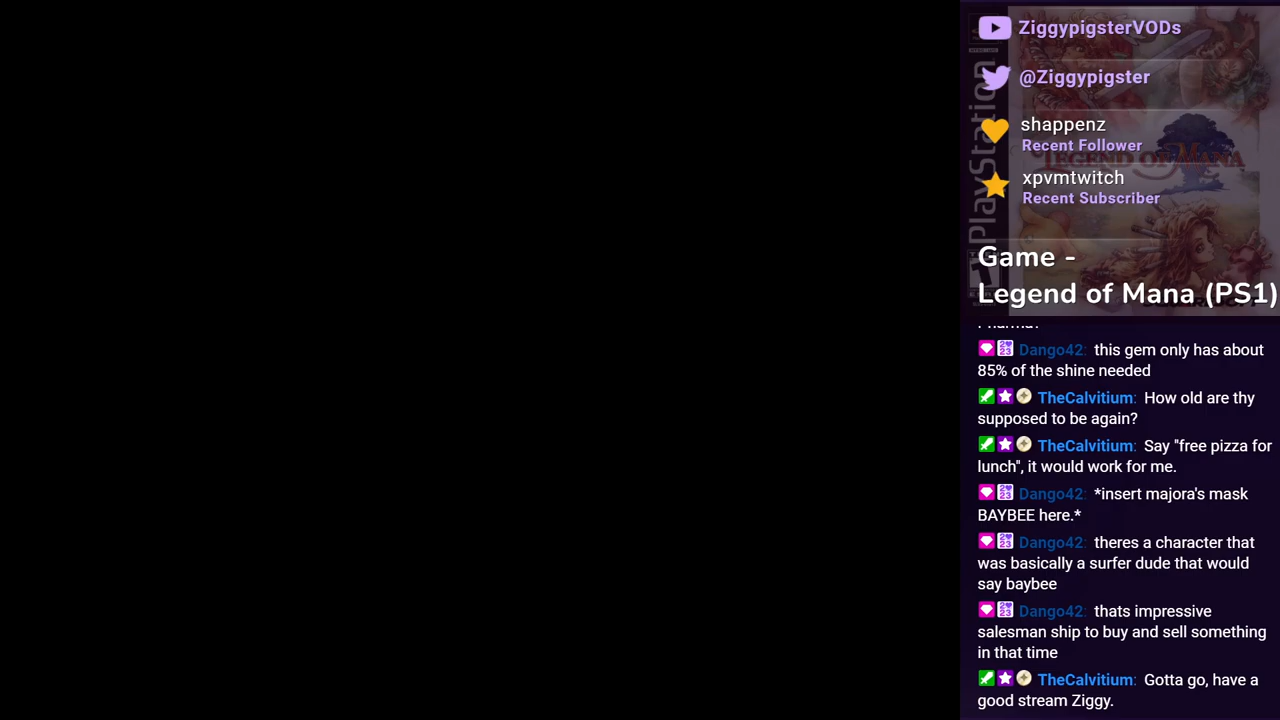 ZiggypigsterVODs
@Ziggypigster
shappenz
Recent Follower
xpvmtwitch
Recent Subscriber
PlayStation
LEGEND OF MANA
Game -
Legend of Mana (PS1)
Dango42: this gem only has about
85% of the shine needed
TheCalvitium: How old are thy
supposed to be again?
TheCalvitium: Say "free pizza for
lunch", it would work for me.
Dango42: *insert majora's mask
BAYBEE here.*
Dango42: theres a character that
was basically a surfer dude that would
say baybee
Dango42: thats impressive
salesman ship to buy and sell something
in that time
TheCalvitium: Gotta go, have a
good stream Ziggy.